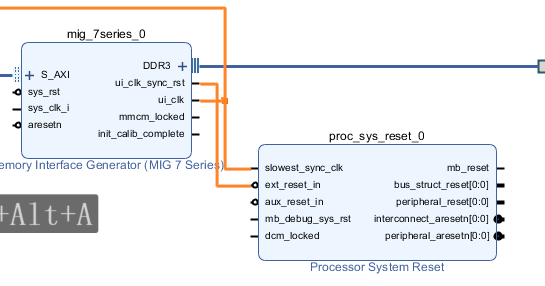 mig_7series_0
DDR3
S_AXI
ui_clk_sync_rst
sys_rst
ui_clk
sys_clk_i
mmcm_locked
aresetn
init_calib_complete
emory Interface Generator (MIG 7 Series)
proc_sys_reset_0
slowest_sync_clk
mb_reset
ext_reset_in
bus_struct_reset[0:0]
aux_reset_in
peripheral_reset[0:0]
mb_debug_sys_rst
interconnect_aresetn[0:0]
dcm_locked
peripheral_aresetn[0:0]
Processor System Reset
+Alt+A